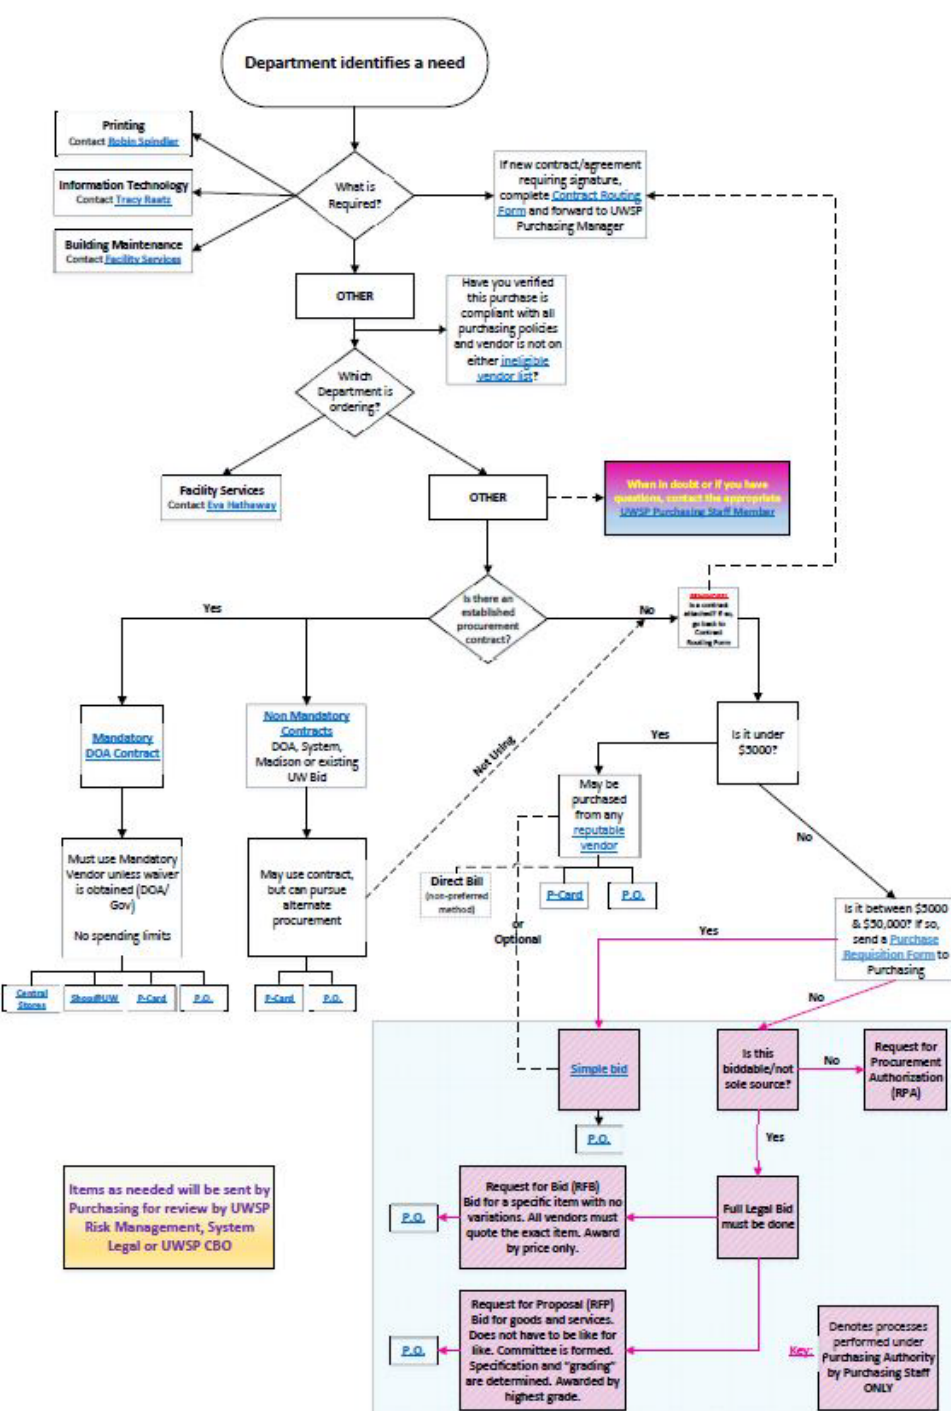 Department identifies a need
Printing
Contact Robin Spindler
Information Technology
Contact Tracy Raatz
Building Maintenance
Contact Facility Services
What is
Required?
If new contract/agreement
requiring signature,
complete Contract Routing
Form and forward to UWSP
Purchasing Manager
OTHER
Have you verified
this purchase is
compliant with all
purchasing policies
and vendor is not on
either ineligible
vendor list?
Which
Department is
ordering?
Facility Services
Contact Eva Hathaway
OTHER
When in doubt or if you have
questions, contact the appropriate
UWSP Purchasing Staff Member
Is there an
established
procurement
contract?
Yes
No
Is a contract
attached? If so,
go back to
Contract
Routing Form
Mandatory
DOA Contract
Non Mandatory
Contracts
DOA, System,
Madison or existing
UW Bid
Not Using
Is it under
$5000?
Yes
No
May be
purchased
from any
reputable
vendor
Must use Mandatory
Vendor unless waiver
is obtained (DOA/
Gov)
No spending limits
May use contract,
but can pursue
alternate
procurement
Direct Bill
(non-preferred
method)
P-Card
P.O.
or
Optional
Is it between $5000
& $50,000? If so,
send a Purchase
Requisition Form to
Purchasing
Yes
No
Central
Stores
Shop@UW
P-Card
P.O.
P-Card
P.O.
Simple bid
P.O.
Is this
biddable/not
sole source?
No
Request for
Procurement
Authorization
(RPA)
Yes
Items as needed will be sent by
Purchasing for review by UWSP
Risk Management, System
Legal or UWSP CBO
P.O.
Request for Bid (RFB)
Bid for a specific item with no
variations. All vendors must
quote the exact item. Award
by price only.
Full Legal Bid
must be done
P.O.
Request for Proposal (RFP)
Bid for goods and services.
Does not have to be like for
like. Committee is formed.
Specification and "grading"
are determined. Awarded by
highest grade.
Key:
Denotes processes
performed under
Purchasing Authority
by Purchasing Staff
ONLY